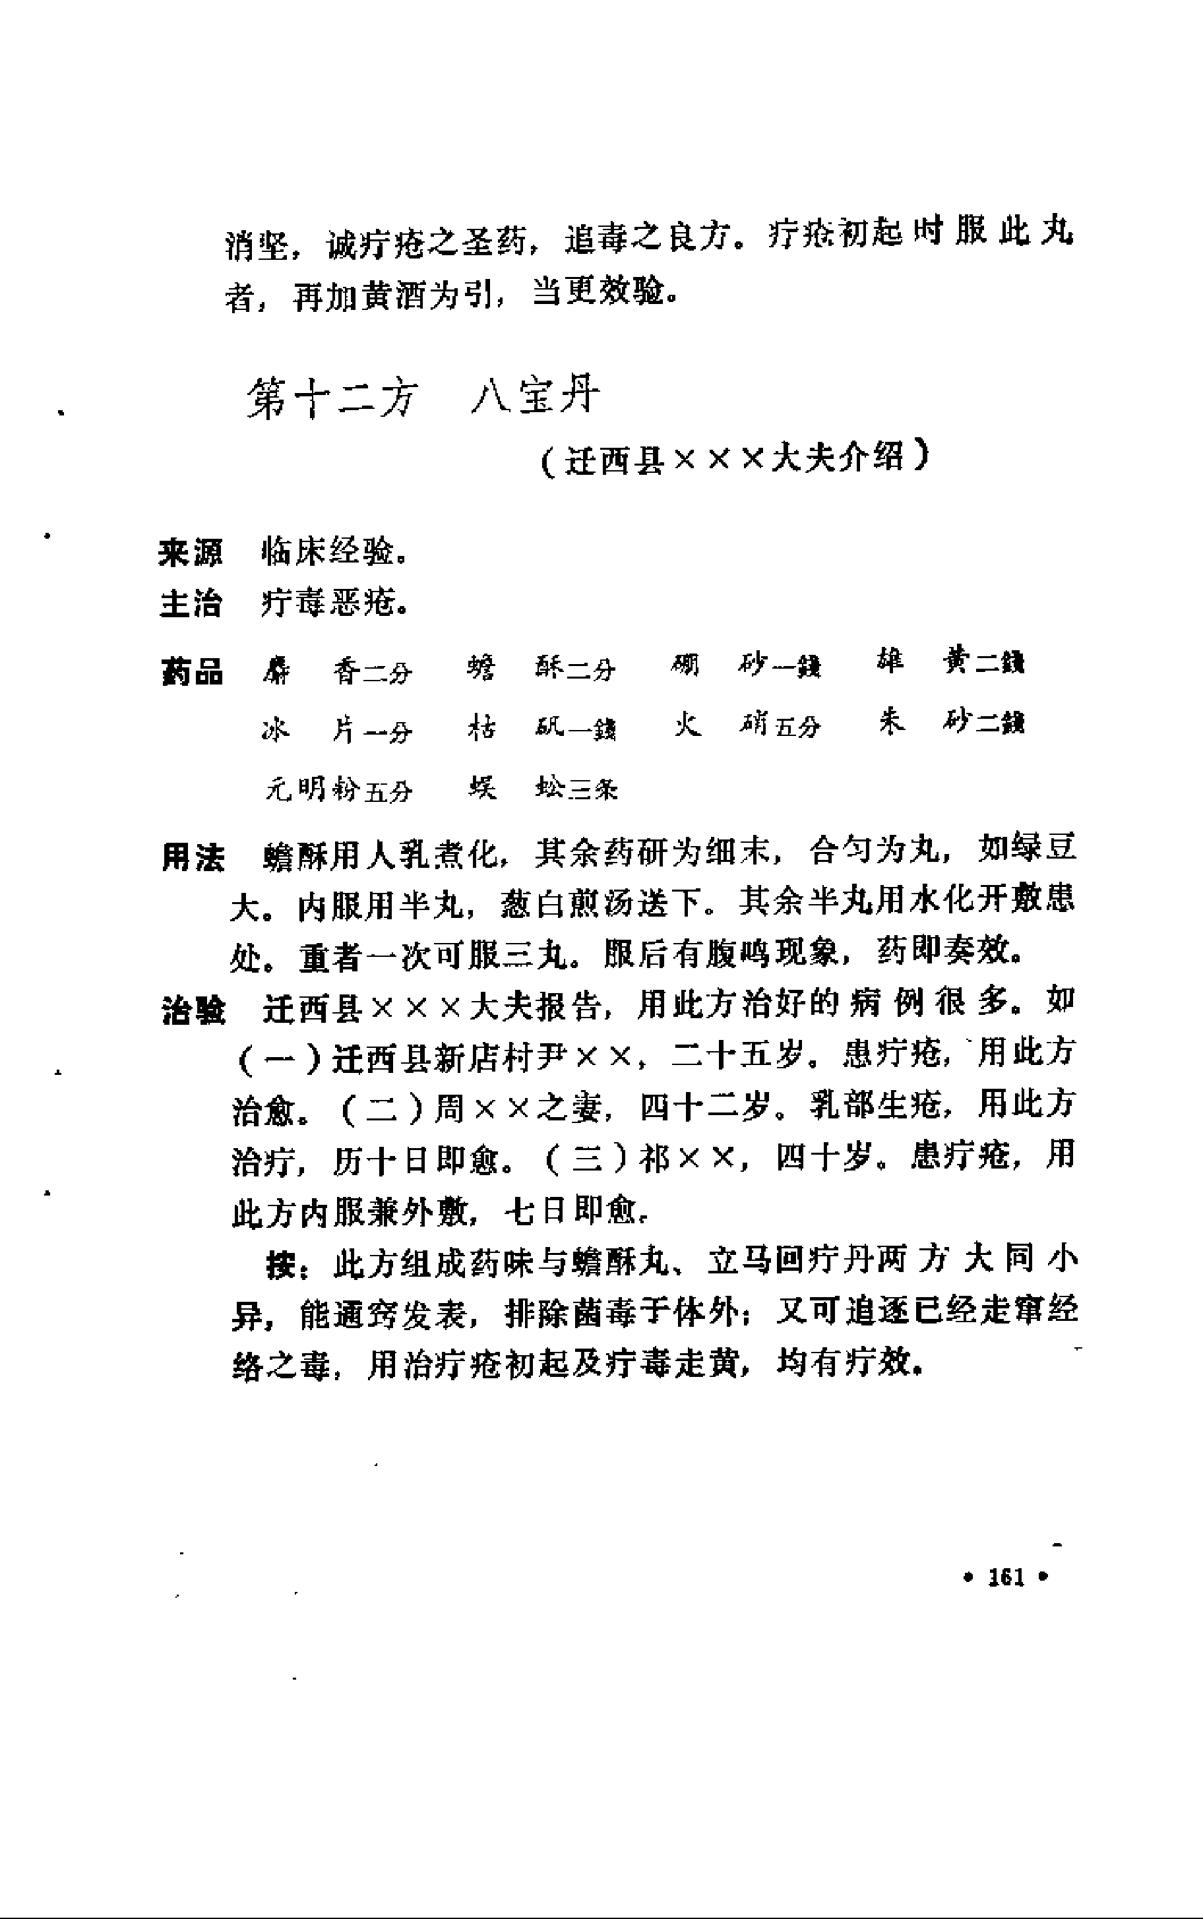 消坚，诚疔疮之圣药，追毒之良方。疔疮初起时服此丸
者，再加黄酒为引，当更效验。
第十二方　八宝丹
（迁西县×××大夫介绍）
来源　临床经验。
主治　疔毒恶疮。
药品　麝　香二分　蟾　酥二分　硼　砂一錢　雄　黄二錢
冰　片一分　枯　矾一錢　火　硝五分　朱　砂二錢
元明粉五分　蜈　蚣三条
用法　蟾酥用人乳煮化，其余药研为细末，合匀为丸，如绿豆
大。内服用半丸，葱白煎汤送下。其余半丸用水化开敷患
处。重者一次可服三丸。服后有腹鸣现象，药即奏效。
治验　迁西县×××大夫报告，用此方治好的病例很多。如
（一）迁西县新店村尹××，二十五岁。患疔疮，用此方
治愈。（二）周××之妻，四十二岁。乳部生疮，用此方
治疔，历十日即愈。（三）祁××，四十岁。患疔疮，用
此方内服兼外敷，七日即愈．
按：此方组成药味与蟾酥丸、立马回疔丹两方大同小
异，能通窍发表，排除菌毒于体外；又可追逐已经走窜经
络之毒，用治疔疮初起及疔毒走黄，均有疗效．
• 161 •